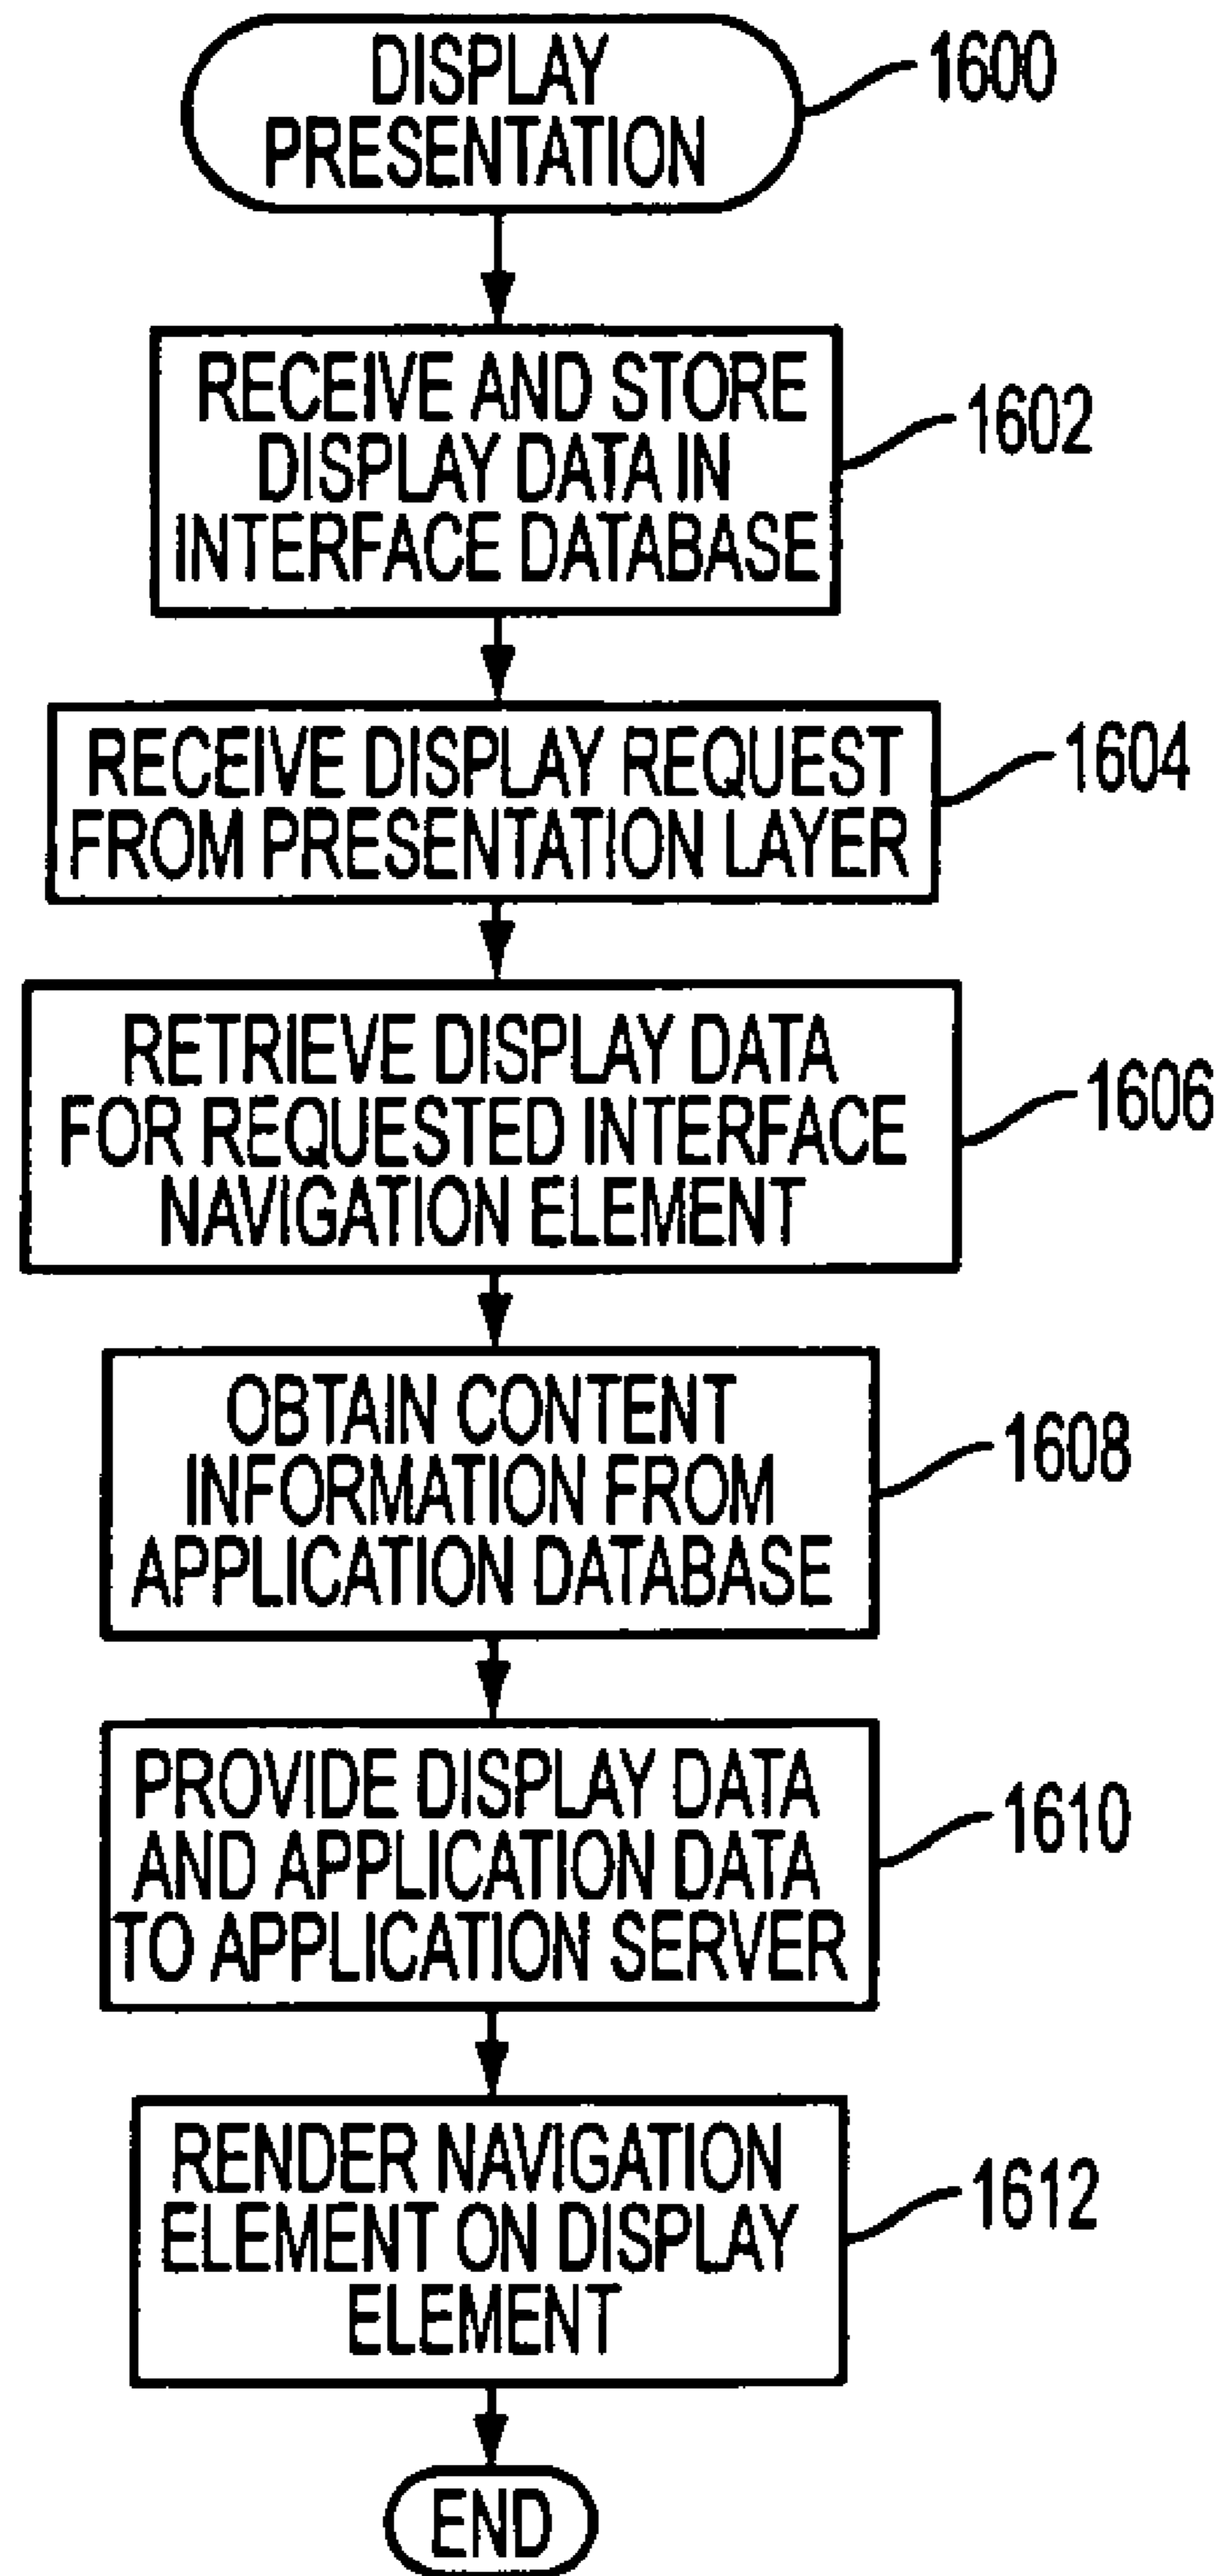 DISPLAY
PRESENTATION
1600
RECEIVE AND STORE
DISPLAY DATA IN
INTERFACE DATABASE
1602
RECEIVE DISPLAY REQUEST
FROM PRESENTATION LAYER
1604
RETRIEVE DISPLAY DATA
FOR REQUESTED INTERFACE
NAVIGATION ELEMENT
1606
OBTAIN CONTENT
INFORMATION FROM
APPLICATION DATABASE
1608
PROVIDE DISPLAY DATA
AND APPLICATION DATA
TO APPLICATION SERVER
1610
RENDER NAVIGATION
ELEMENT ON DISPLAY
ELEMENT
1612
END